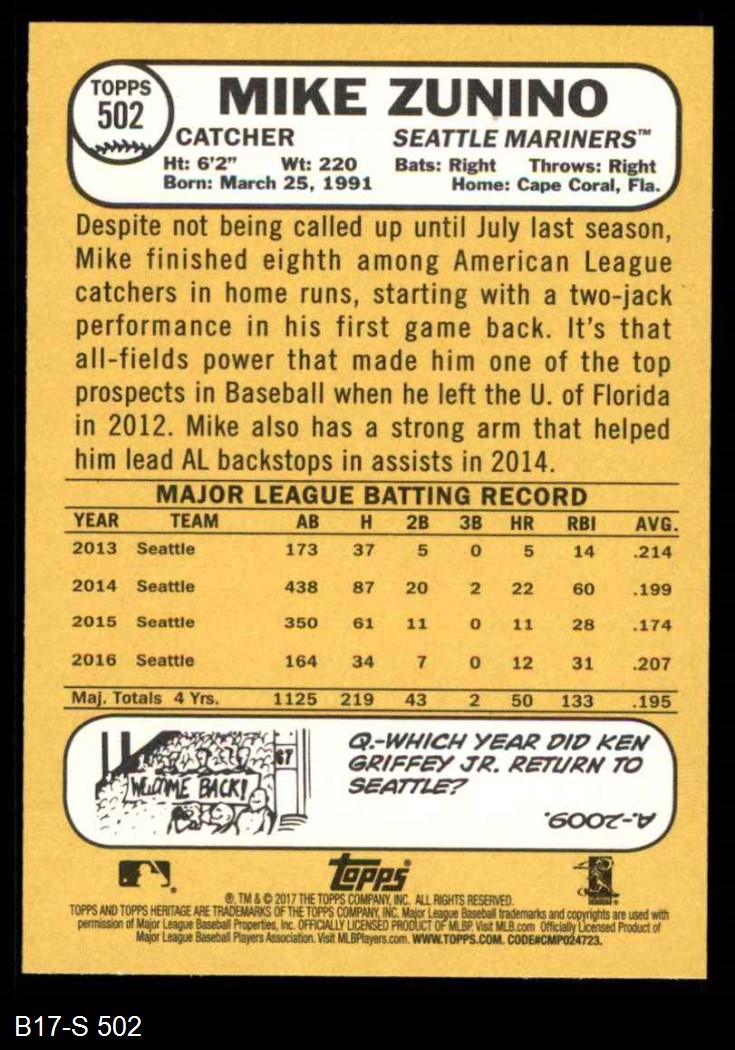 TOPPS
502
MIKE ZUNINO
CATCHER SEATTLE MARINERS™
Ht: 6'2" Wt: 220 Bats: Right Throws: Right
Born: March 25, 1991 Home: Cape Coral, Fla.
Despite not being called up until July last season,
Mike finished eighth among American League
catchers in home runs, starting with a two-jack
performance in his first game back. It's that
all-fields power that made him one of the top
prospects in Baseball when he left the U. of Florida
in 2012. Mike also has a strong arm that helped
him lead AL backstops in assists in 2014.
MAJOR LEAGUE BATTING RECORD
YEAR TEAM AB H 2B 3B HR RBI AVG.
2013 Seattle 173 37 5 0 5 14 .214
2014 Seattle 438 87 20 2 22 60 .199
2015 Seattle 350 61 11 0 11 28 .174
2016 Seattle 164 34 7 0 12 31 .207
Maj. Totals 4 Yrs. 1125 219 43 2 50 133 .195
67
WELCOME BACK!
Q.-WHICH YEAR DID KEN
GRIFFEY JR. RETURN TO
SEATTLE?
A.-2009.
topps
®, TM & © 2017 THE TOPPS COMPANY, INC. ALL RIGHTS RESERVED.
TOPPS AND TOPPS HERITAGE ARE TRADEMARKS OF THE TOPPS COMPANY, INC. Major League Baseball trademarks and copyrights are used with
permission of Major League Baseball Properties, Inc. OFFICIALLY LICENSED PRODUCT OF MLBP. Visit MLB.com Officially Licensed Product of
Major League Baseball Players Association. Visit MLBPlayers.com. WWW.TOPPS.COM. CODE#CMP024723.
B17-S 502